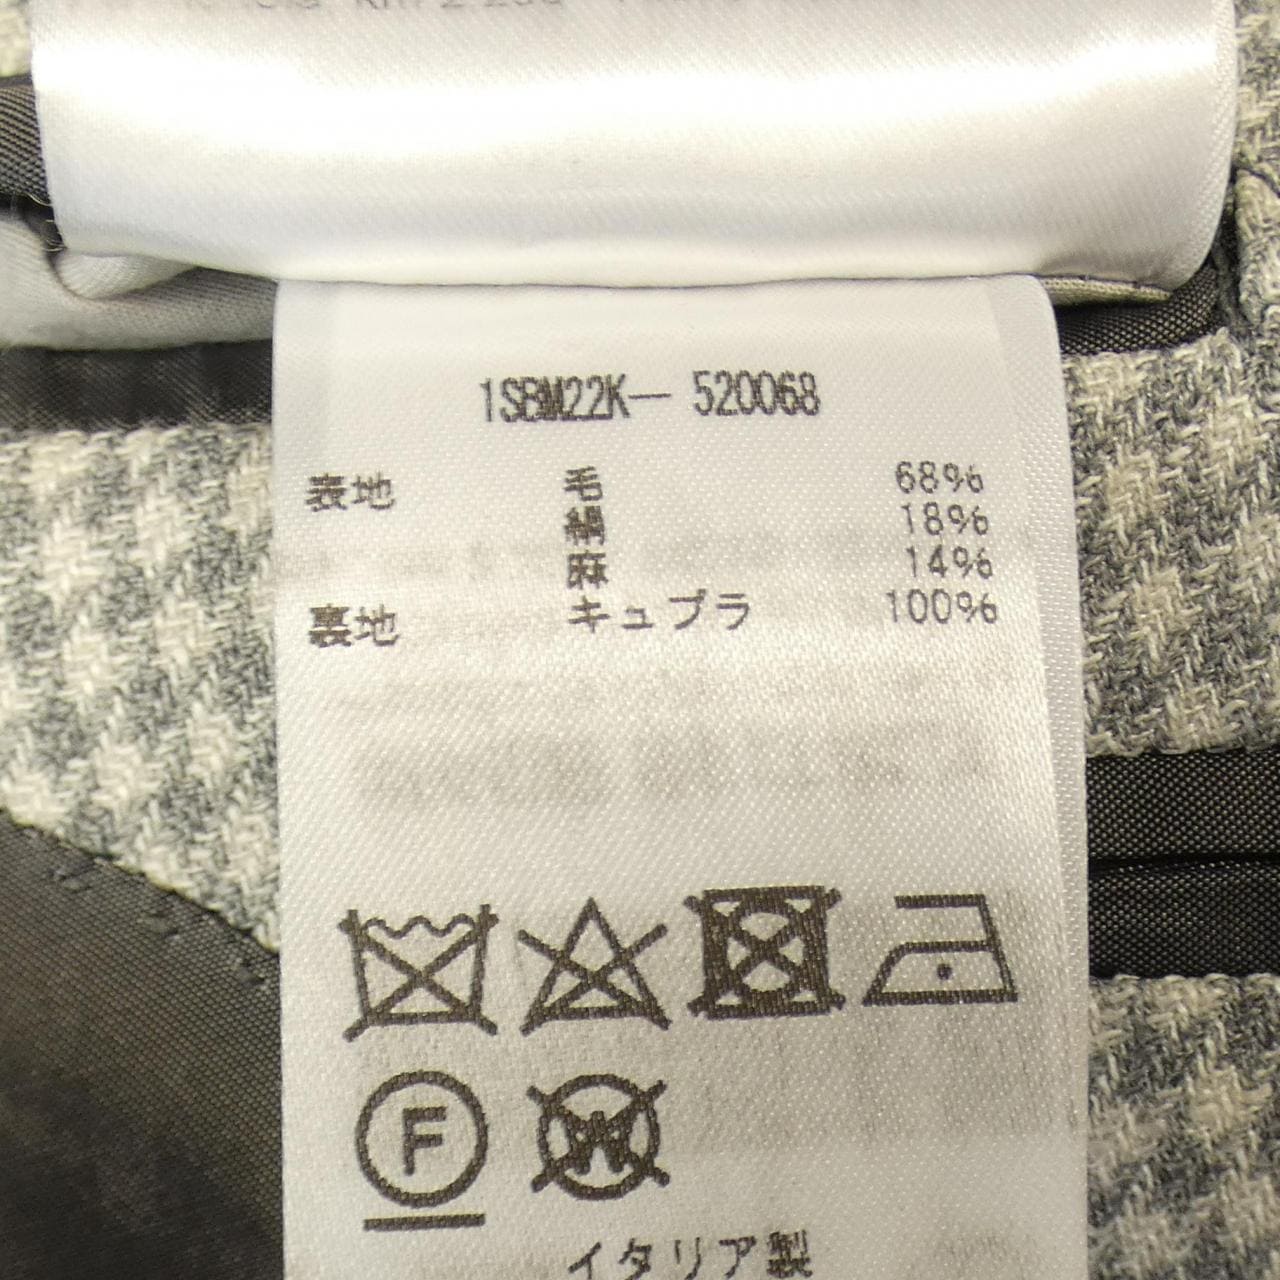 1SBM22K— 520068
表地 毛 68%
絹 18%
麻 14%
裏地 キュプラ 100%
F
W
イタリア製